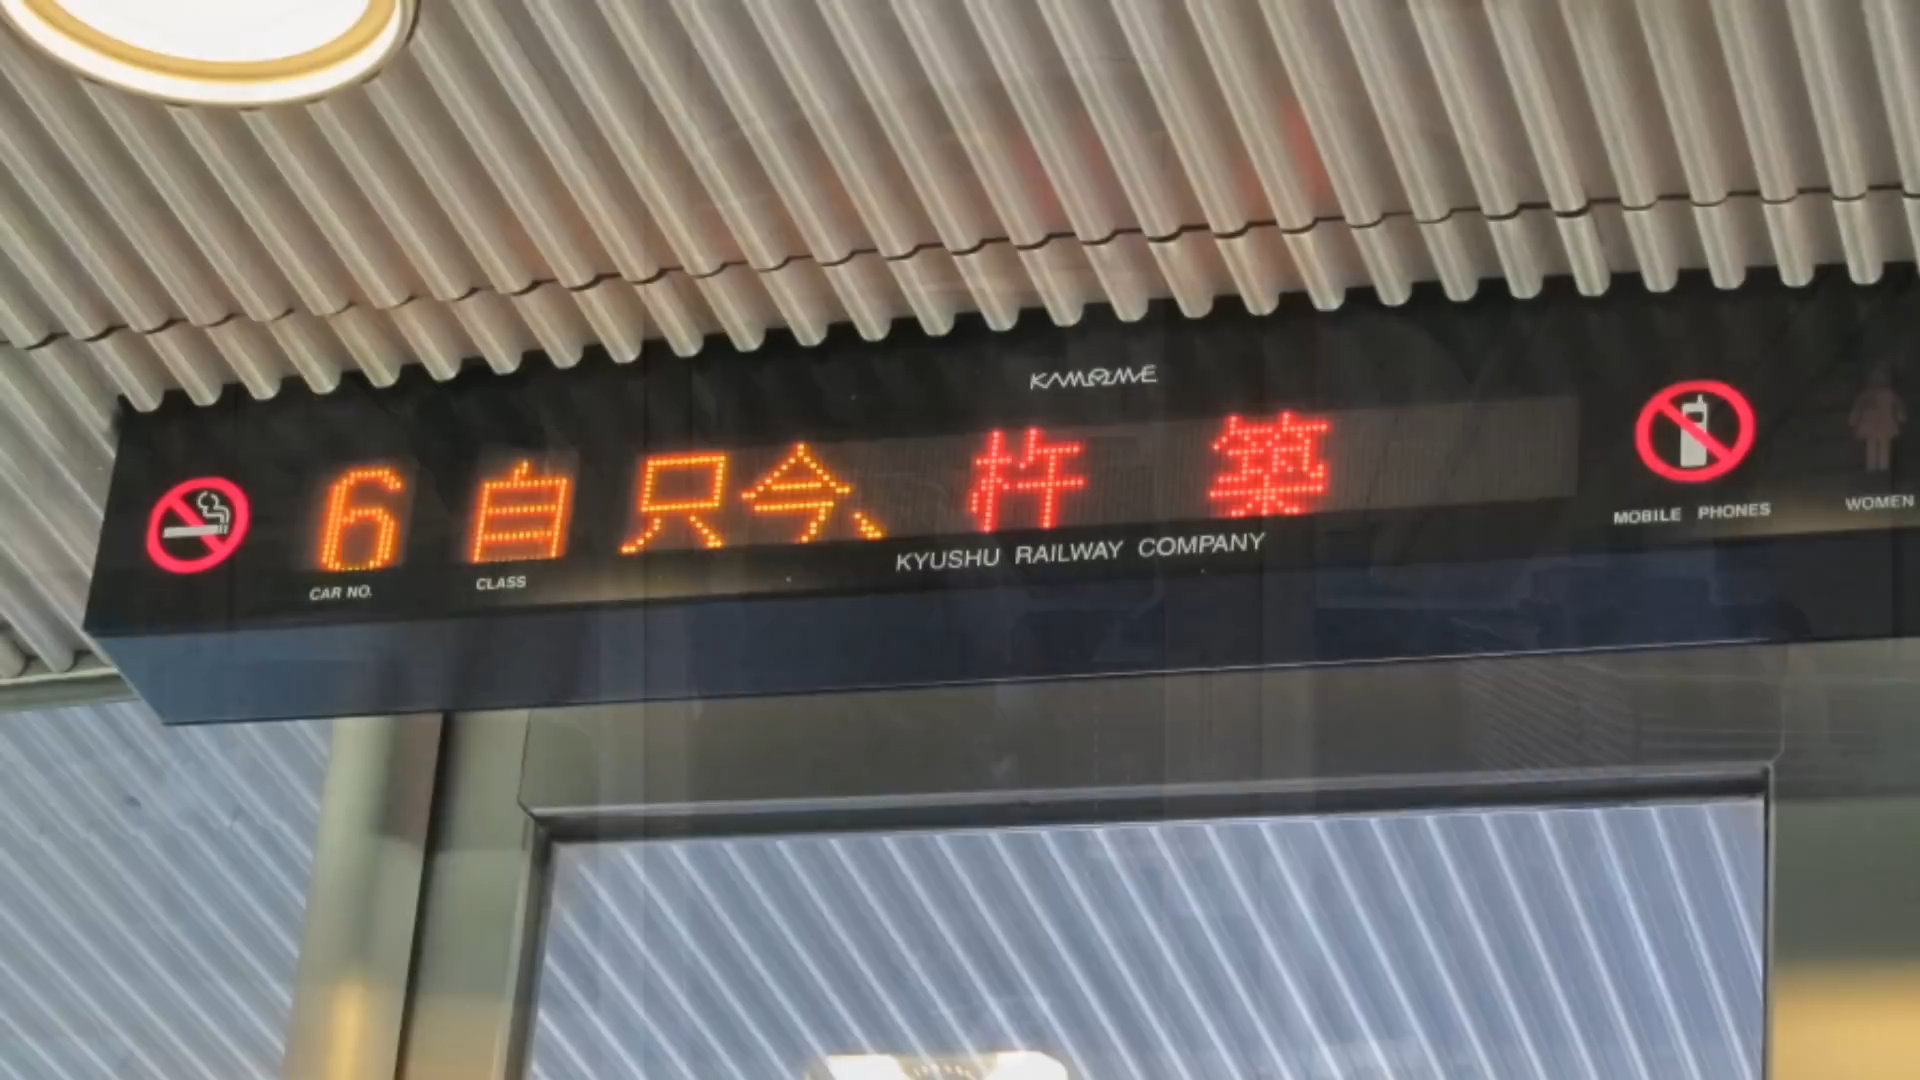 KAMOME
6 自 只今、 杵 築
CAR NO. CLASS KYUSHU RAILWAY COMPANY MOBILE PHONES WOMEN